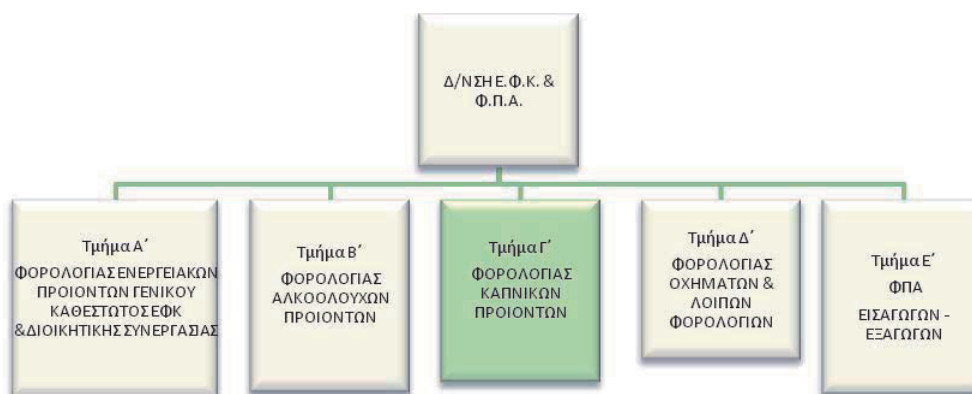 Δ/ΝΣΗ Ε.Φ.Κ. &
Φ.Π.Α.
Τμήμα Α΄
ΦΟΡΟΛΟΓΙΑΣ ΕΝΕΡΓΕΙΑΚΩΝ
ΠΡΟΙΟΝΤΩΝ ΓΕΝΙΚΟΥ
ΚΑΘΕΣΤΩΤΟΣ ΕΦΚ
&ΔΙΟΙΚΗΤΙΚΗΣ ΣΥΝΕΡΓΑΣΙΑΣ
Τμήμα Β΄
ΦΟΡΟΛΟΓΙΑΣ
ΑΛΚΟΟΛΟΥΧΩΝ
ΠΡΟΙΟΝΤΩΝ
Τμήμα Γ΄
ΦΟΡΟΛΟΓΙΑΣ
ΚΑΠΝΙΚΩΝ
ΠΡΟΙΟΝΤΩΝ
Τμήμα Δ΄
ΦΟΡΟΛΟΓΙΑΣ
ΟΧΗΜΑΤΩΝ &
ΛΟΙΠΩΝ
ΦΟΡΟΛΟΓΙΩΝ
Τμήμα Ε΄
ΦΠΑ
ΕΙΣΑΓΩΓΩΝ -
ΕΞΑΓΩΓΩΝ